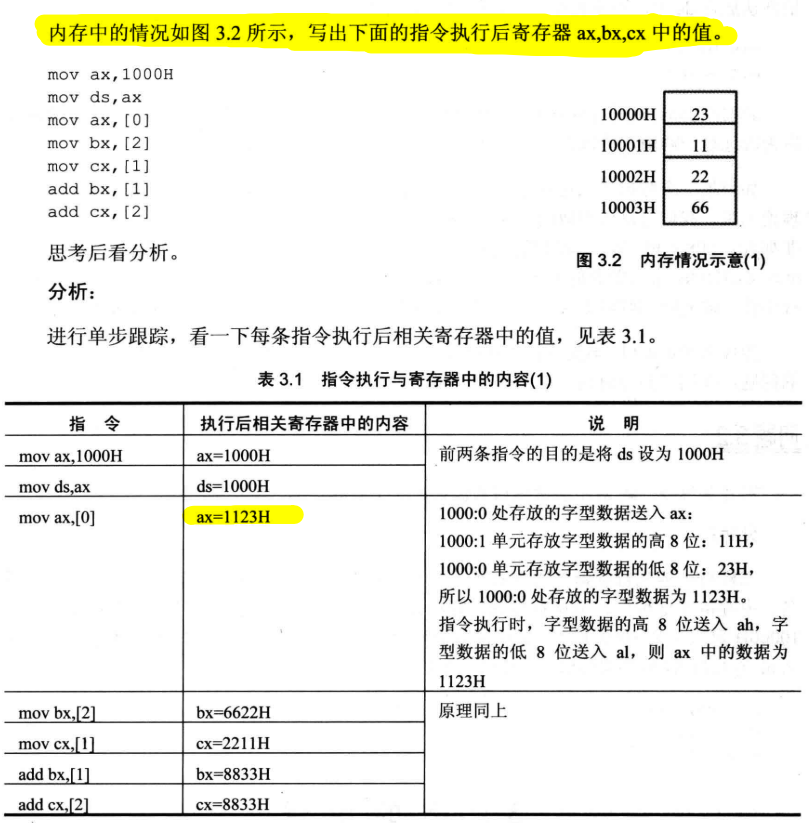 内存中的情况如图 3.2 所示，写出下面的指令执行后寄存器 ax,bx,cx 中的值。
mov ax,1000H
mov ds,ax
mov ax,[0]
mov bx,[2]
mov cx,[1]
add bx,[1]
add cx,[2]
10000H 23
10001H 11
10002H 22
10003H 66
图 3.2 内存情况示意(1)
思考后看分析。
分析：
进行单步跟踪，看一下每条指令执行后相关寄存器中的值，见表 3.1。
表 3.1 指令执行与寄存器中的内容(1)
指 令 执行后相关寄存器中的内容 说 明
mov ax,1000H ax=1000H 前两条指令的目的是将 ds 设为 1000H
mov ds,ax ds=1000H
mov ax,[0] ax=1123H 1000:0 处存放的字型数据送入 ax：
1000:1 单元存放字型数据的高 8 位：11H，
1000:0 单元存放字型数据的低 8 位：23H，
所以 1000:0 处存放的字型数据为 1123H。
指令执行时，字型数据的高 8 位送入 ah，字
型数据的低 8 位送入 al，则 ax 中的数据为
1123H
mov bx,[2] bx=6622H 原理同上
mov cx,[1] cx=2211H
add bx,[1] bx=8833H
add cx,[2] cx=8833H